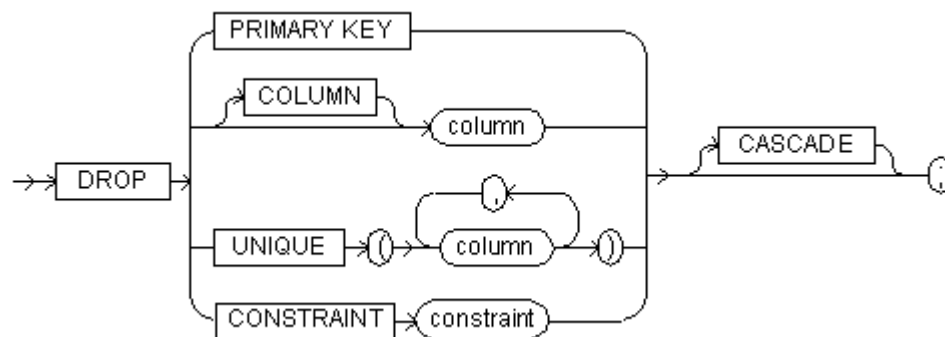 PRIMARY KEY
COLUMN
column
CASCADE
DROP
;
,
UNIQUE
(
column
)
CONSTRAINT
constraint